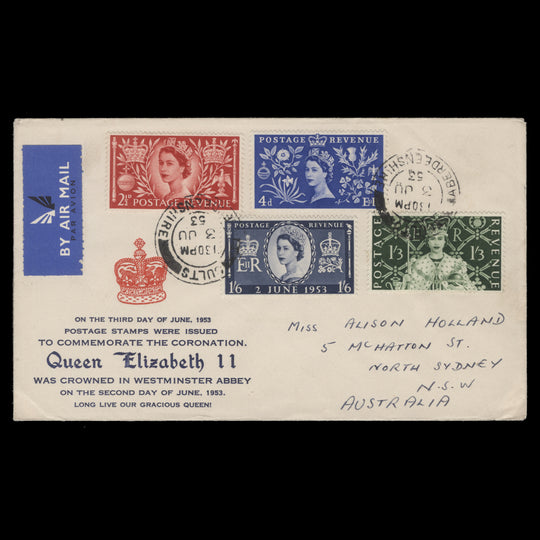 POSTAGE REVENUE
2½D
POSTAGE REVENUE
4d
POSTAGE REVENUE
E R
1/6 2 JUNE 1953 1/6
E R
POSTAGE
REVENUE
1/3 1/3
1.30PM
3 JU
53
ABERDEENSHIRE
1.30PM
3 JU
53
BY AIR MAIL
PAR AVION
ON THE THIRD DAY OF JUNE, 1953
POSTAGE STAMPS WERE ISSUED
TO COMMEMORATE THE CORONATION.
Queen Elizabeth II
WAS CROWNED IN WESTMINSTER ABBEY
ON THE SECOND DAY OF JUNE, 1953.
LONG LIVE OUR GRACIOUS QUEEN!
MISS ALISON HOLLAND
5 MCHATTON ST.
NORTH SYDNEY
N.S.W
AUSTRALIA